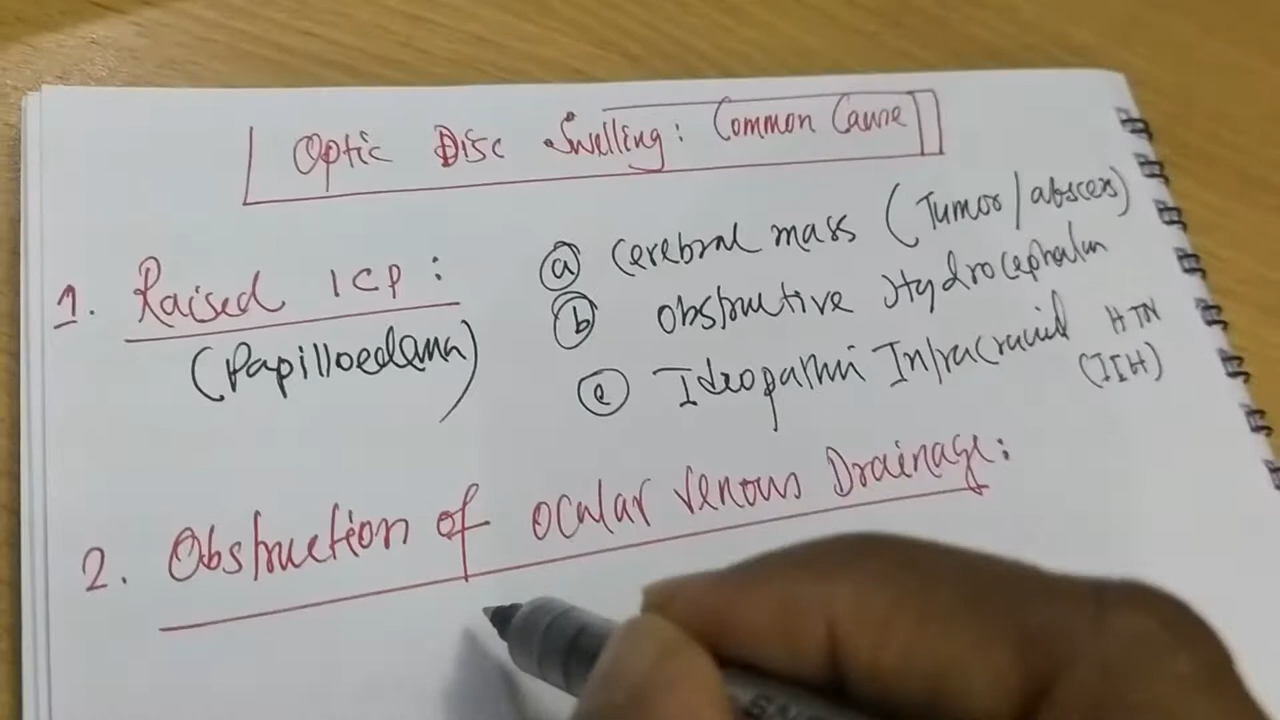 Optic Disc Swelling: Common Cause
1. Raised ICP:
(Papilloedema)
a Cerebral mass (Tumor/abscess)
b Obstructive Hydrocephalus
c Ideopathic Intracranial HTN
(IIH)
2. Obstruction of ocular venous Drainage: